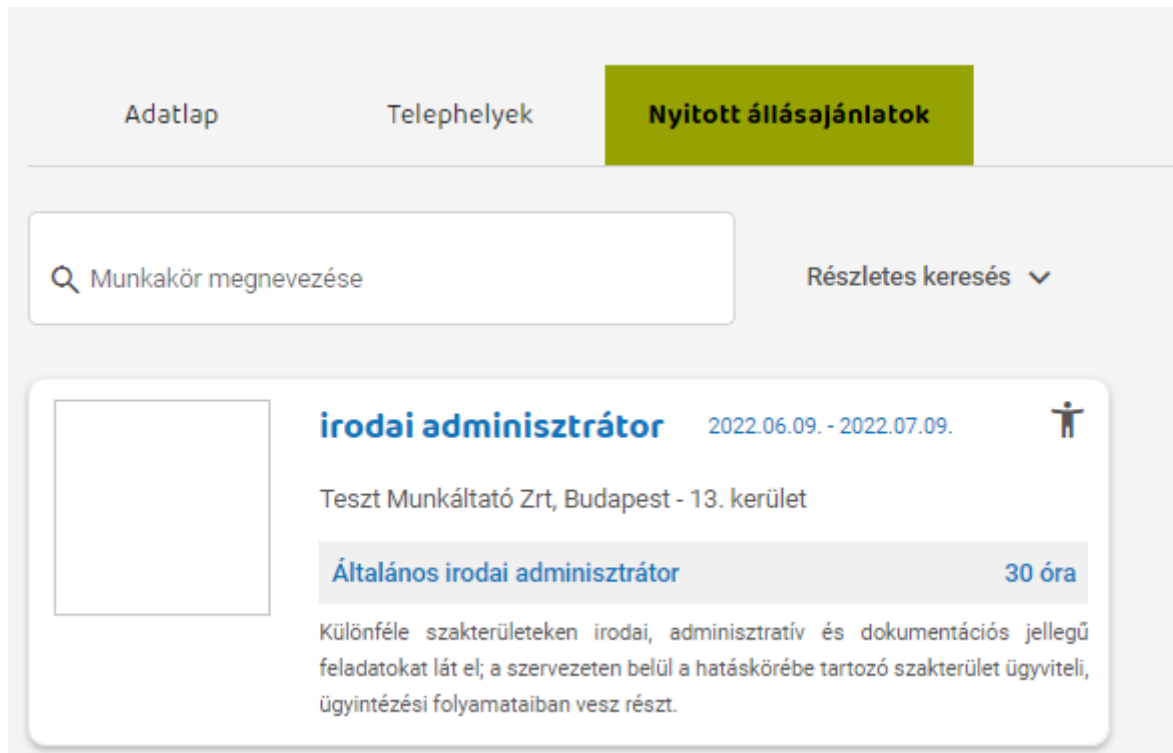 Adatlap Telephelyek Nyitott állásajánlatok
Munkakör megnevezése Részletes keresés
irodai adminisztrátor 2022.06.09. - 2022.07.09.
Teszt Munkáltató Zrt, Budapest - 13. kerület
Általános irodai adminisztrátor 30 óra
Különféle szakterületeken irodai, adminisztratív és dokumentációs jellegű
feladatokat lát el; a szervezeten belül a hatáskörébe tartozó szakterület ügyviteli,
ügyintézési folyamataiban vesz részt.